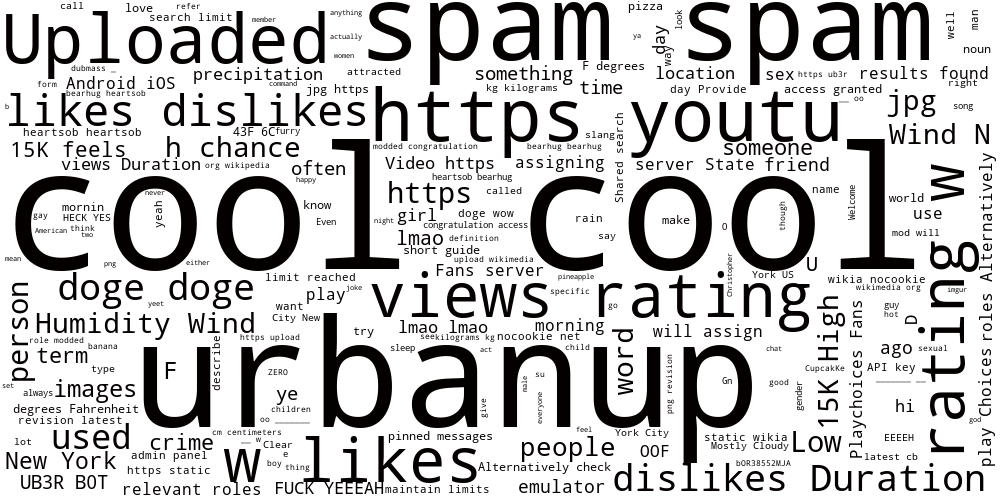 call
love
refer
member
anything
pizza
Uploaded
spam
spam
search limit
actually
women
ya
day
way
look
well
man
noun
dubmass _
form
Android iOS
precipitation
command
attracted
something
F degrees
location
sex
https ub3r
results found
bearhug heartsob
jpg https
kg kilograms
time
day Provide
access granted
right
b
likes dislikes
https
youtu
__ oo
jpg
song
heartsob heartsob
43F 6C
furry
slang
Wind N
15K feels
h chance
modded congratulation
bearhug bearhug
Shared search
someone
views Duration
org wikipedia
often
Video https
assigning
server State friend
happy
heartsob bearhug
cool
cool
never
yeah
mornin
gay
HECK YES
American
think
two
know
Even
night
https
called
girl
doge wow
congratulation access
rain
say
make
O
though
name
Welcome
world
use
w
mod will
lmao
definition
short guide
mean
png
either
upload wikimedia
Fans server
pineapple
Christopher
York US
U
wikia nocookie
wikimedia org
imgur
doge doge
limit reached
play
joke
views rating
specific
go
yeet
want
City New
guy
hot
D
rating
Alternatively
person
Humidity Wind
try
lmao lmao
morning
will assign
see
kilograms kg
nocookie net
role modded
banana
https upload
term
describe
sleep
act
child
word
chat
15K High
Playchoices Fans
ago
sexual
type
ZERO
F
urbanup
CupcakKe
API key
set
always
images
ye
children
give
male
su
everyone
png revision
Gn
good
gender
_______ __
degrees Fahrenheit
revision latest
oo _______
hi
god
play Choices roles
lot
used
crime
cm centimeters
__ w
Clear
pinned messages
feel
York City
static wikia
Mostly Cloudy
EEEEH
New York
admin panel
w
e
boy
thing
likes
people
OOF
Low
latest cb
https static
Alternatively check
bOR38552MJA
UB3R BOT
relevant roles
FUCK YEEEAH
maintain limits
emulator
dislikes Duration